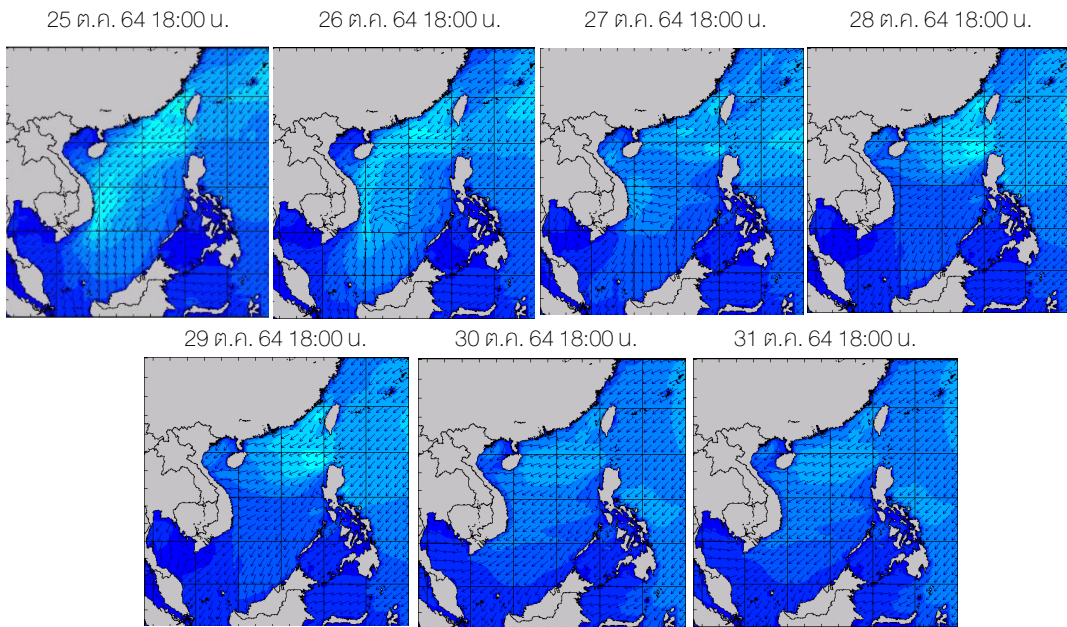 25 ต.ค. 64 18:00 น.
26 ต.ค. 64 18:00 น.
27 ต.ค. 64 18:00 น.
28 ต.ค. 64 18:00 น.
29 ต.ค. 64 18:00 น.
30 ต.ค. 64 18:00 น.
31 ต.ค. 64 18:00 น.